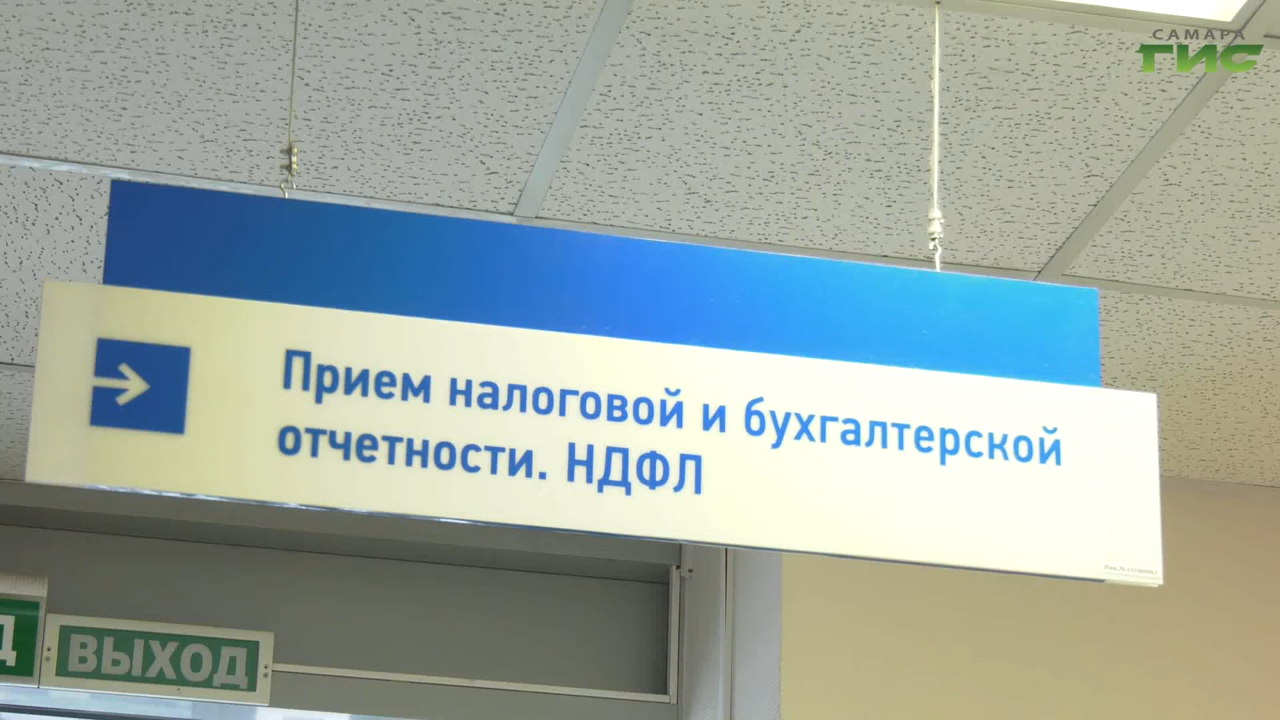 САМАРА
ГИС
Прием налоговой и бухгалтерской
отчетности. НДФЛ
ВЫХОД